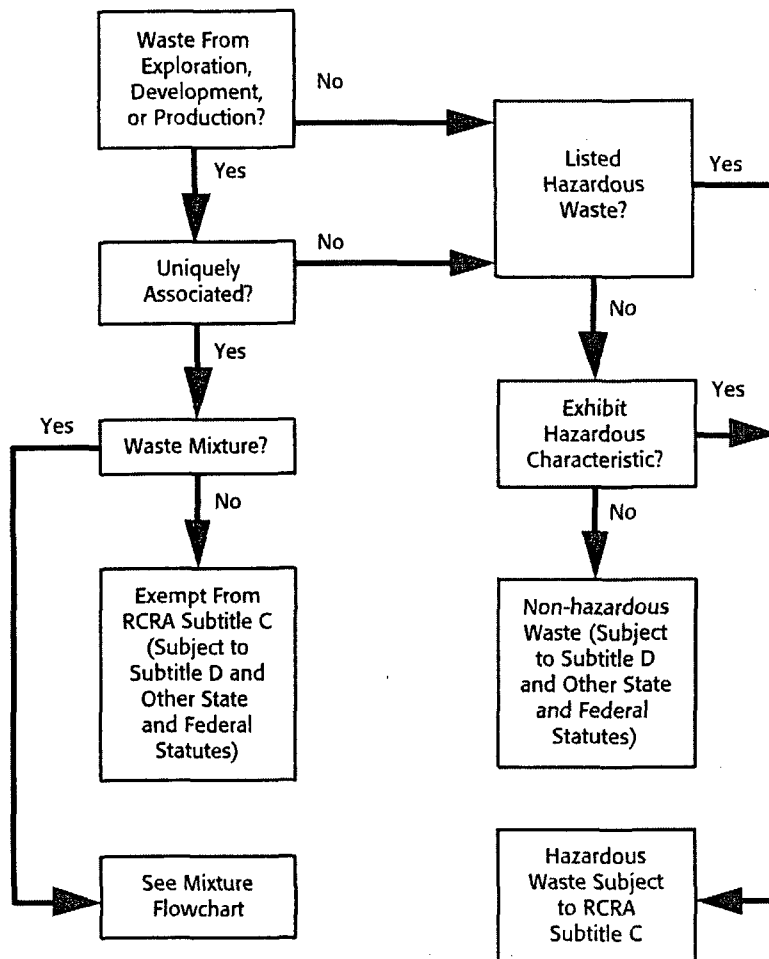 Waste From
Exploration,
Development,
or Production?
No
Yes
Listed
Hazardous
Waste?
Yes
Uniquely
Associated?
No
Yes
No
Waste Mixture?
Yes
No
Exhibit
Hazardous
Characteristic?
Yes
No
Exempt From
RCRA Subtitle C
(Subject to
Subtitle D and
Other State
and Federal
Statutes)
Non-hazardous
Waste (Subject
to Subtitle D
and Other State
and Federal
Statutes)
See Mixture
Flowchart
Hazardous
Waste Subject
to RCRA
Subtitle C